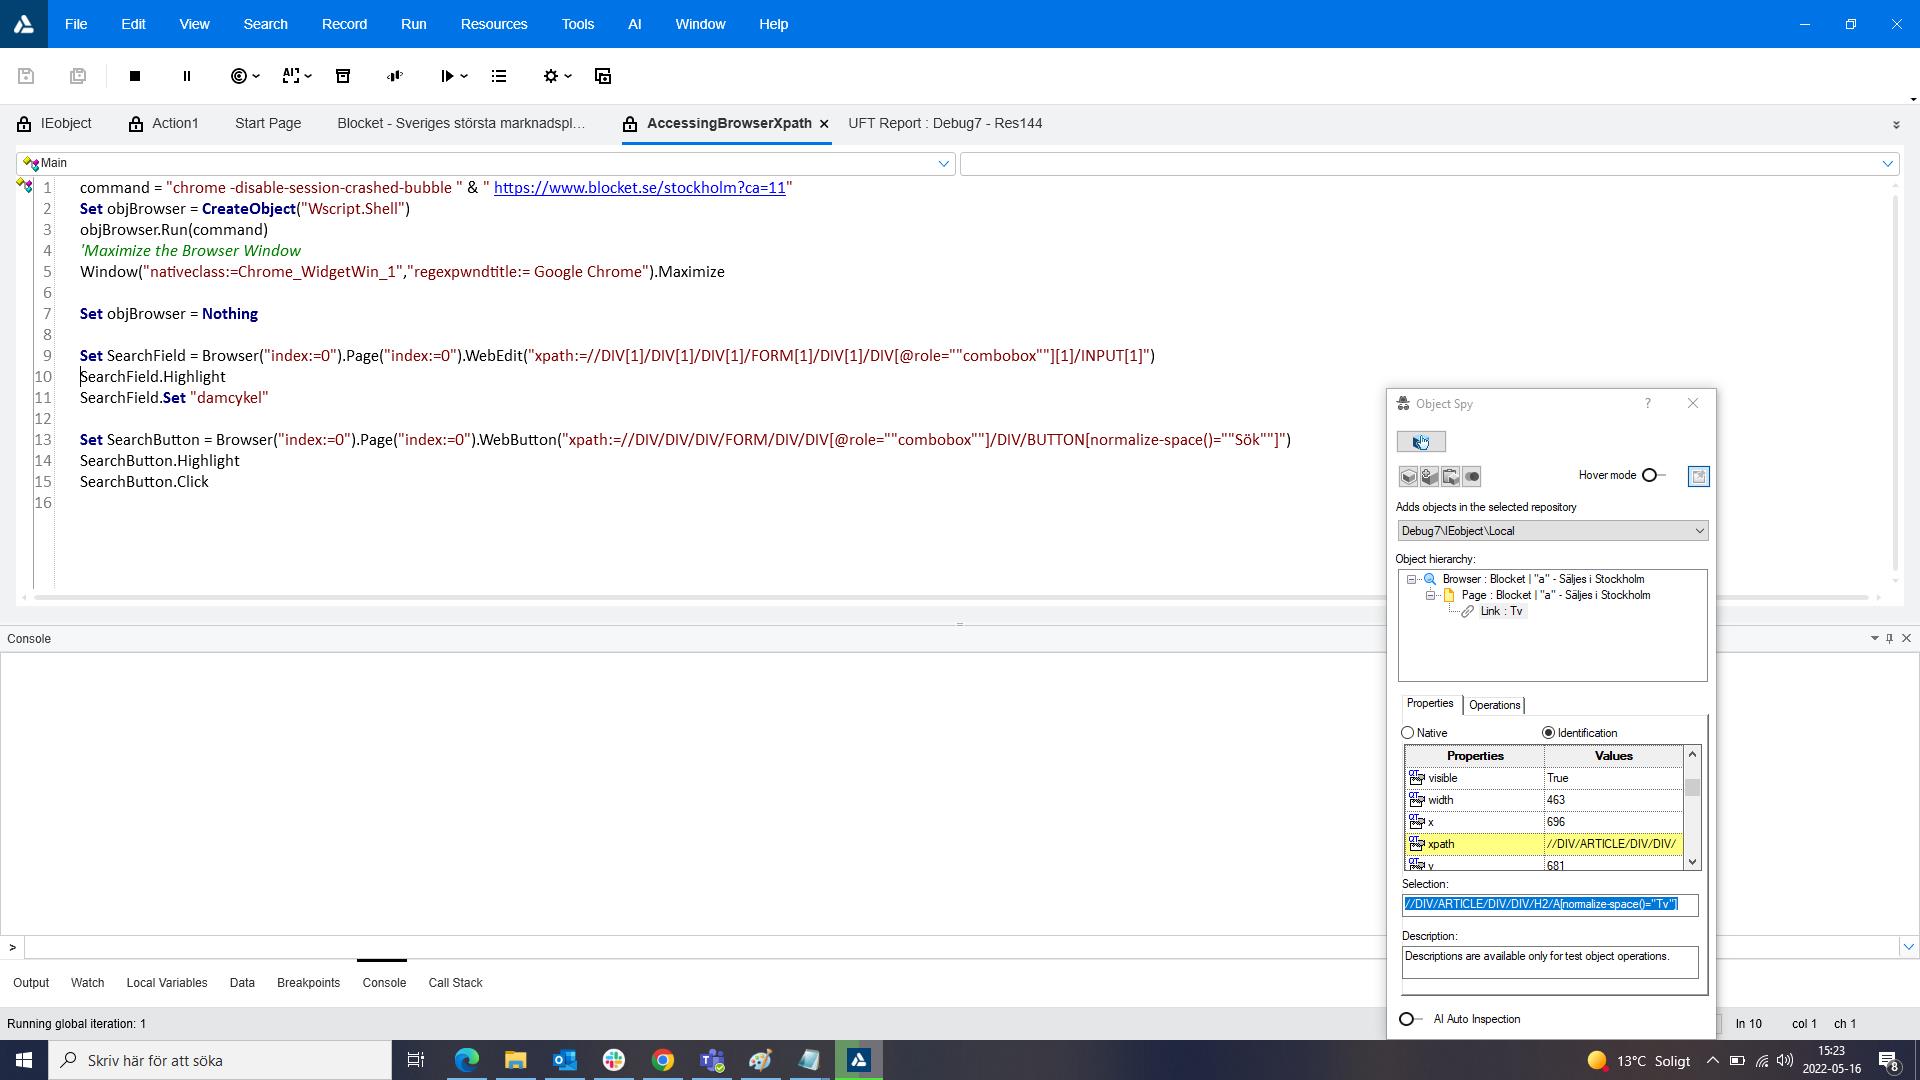 File Edit View Search Record Run Resources Tools AI Window Help
IEobject Action1 Start Page Blocket - Sveriges största marknadspl... AccessingBrowserXpath UFT Report : Debug7 - Res144
Main
1 command = "chrome -disable-session-crashed-bubble " & " https://www.blocket.se/stockholm?ca=11"
2 Set objBrowser = CreateObject("Wscript.Shell")
3 objBrowser.Run(command)
4 'Maximize the Browser Window
5 Window("nativeclass:=Chrome_WidgetWin_1","regexpwndtitle:= Google Chrome").Maximize
6
7 Set objBrowser = Nothing
8
9 Set SearchField = Browser("index:=0").Page("index:=0").WebEdit("xpath:=//DIV[1]/DIV[1]/DIV[1]/FORM[1]/DIV[1]/DIV[@role=""combobox""][1]/INPUT[1]")
10 SearchField.Highlight
11 SearchField.Set "damcykel"
12
13 Set SearchButton = Browser("index:=0").Page("index:=0").WebButton("xpath:=//DIV/DIV/DIV/FORM/DIV/DIV[@role=""combobox""]/DIV/BUTTON[normalize-space()=""Sök""]")
14 SearchButton.Highlight
15 SearchButton.Click
16
Object Spy ?
Hover mode
Adds objects in the selected repository
Debug7\IEobject\Local
Object hierarchy:
Browser : Blocket | "a" - Säljes i Stockholm
Page : Blocket | "a" - Säljes i Stockholm
Link : Tv
Properties Operations
Native Identification
Properties Values
visible True
width 463
x 696
xpath //DIV/ARTICLE/DIV/DIV/
y 681
Selection:
//DIV/ARTICLE/DIV/DIV/H2/A[normalize-space()="Tv"]
Description:
Descriptions are available only for test object operations.
AI Auto Inspection
Console
>
Output Watch Local Variables Data Breakpoints Console Call Stack
Running global iteration: 1
ln 10 col 1 ch 1
Skriv här för att söka
13°C Soligt
15:23
2022-05-16
8